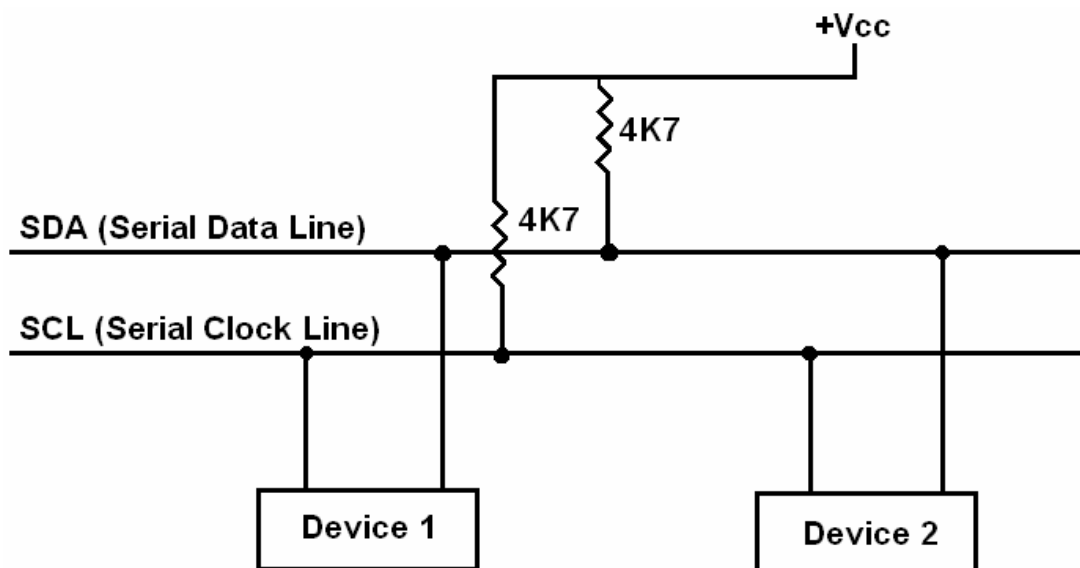 +Vcc
4K7
4K7
SDA (Serial Data Line)
SCL (Serial Clock Line)
Device 1
Device 2